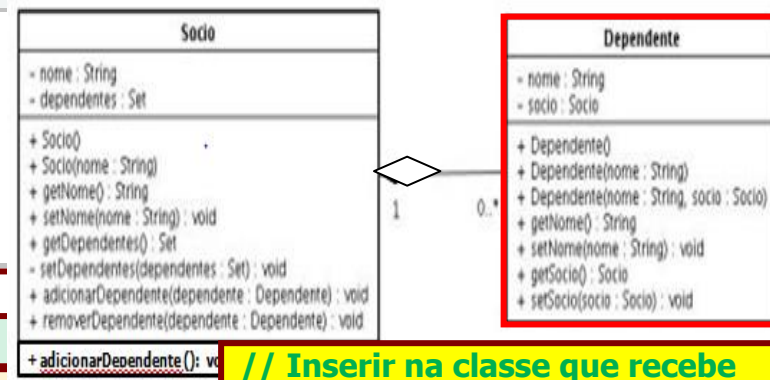 Socio
- nome : String
- dependentes : Set
+ Socio()
+ Socio(nome : String)
+ getNome() : String
+ setNome(nome : String) : void
+ getDependentes() : Set
- setDependentes(dependentes : Set) : void
+ adicionarDependente(dependente : Dependente) : void
+ removerDependente(dependente : Dependente) : void
+ adicionarDependente (): vo
1
0..*
Dependente
- nome : String
- socio : Socio
+ Dependente()
+ Dependente(nome : String)
+ Dependente(nome : String, socio : Socio)
+ getNome() : String
+ setNome(nome : String) : void
+ getSocio() : Socio
+ setSocio(socio : Socio) : void
// Inserir na classe que recebe